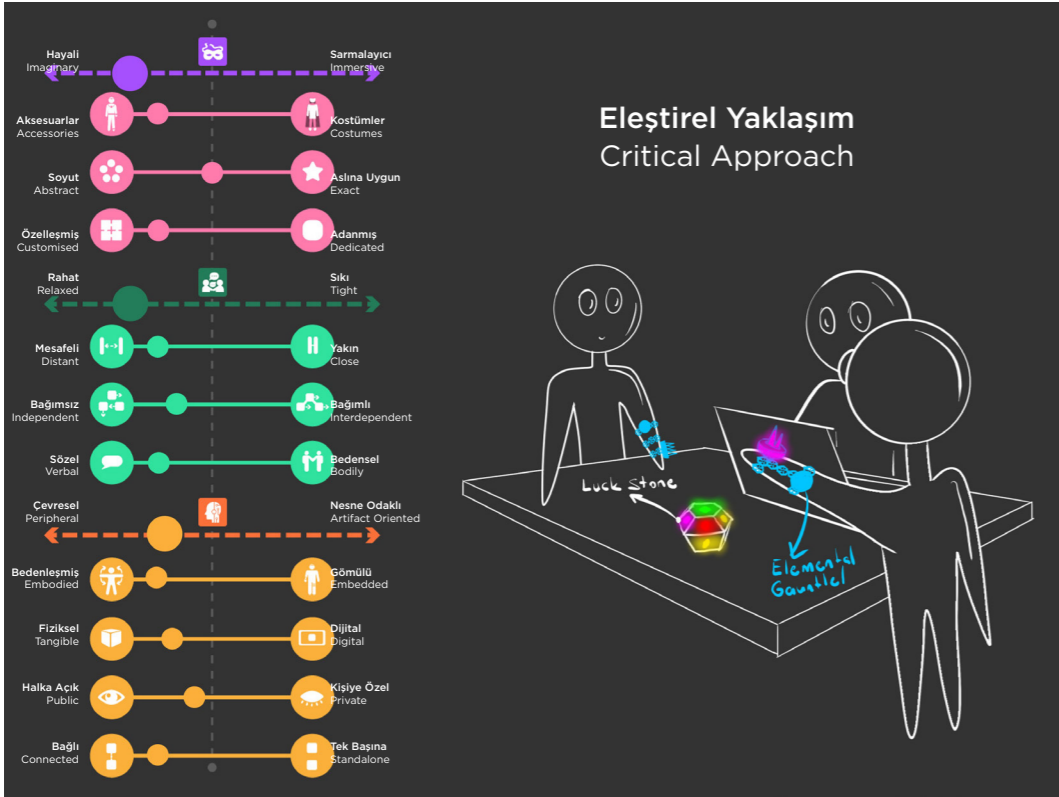 Eleştirel Yaklaşım
Critical Approach
Hayali
Imaginary
Sarmalayıcı
Immersive
Aksesuarlar
Accessories
Kostümler
Costumes
Soyut
Abstract
Aslına Uygun
Exact
Özelleşmiş
Customised
Adanmış
Dedicated
Rahat
Relaxed
Sıkı
Tight
Mesafeli
Distant
Yakın
Close
Bağımsız
Independent
Bağımlı
Interdependent
Sözel
Verbal
Bedensel
Bodily
Çevresel
Peripheral
Nesne Odaklı
Artifact Oriented
Bedenleşmiş
Embodied
Gömülü
Embedded
Fiziksel
Tangible
Dijital
Digital
Halka Açık
Public
Kişiye Özel
Private
Bağlı
Connected
Tek Başına
Standalone
Luck Stone
Elemental
Gauntlel